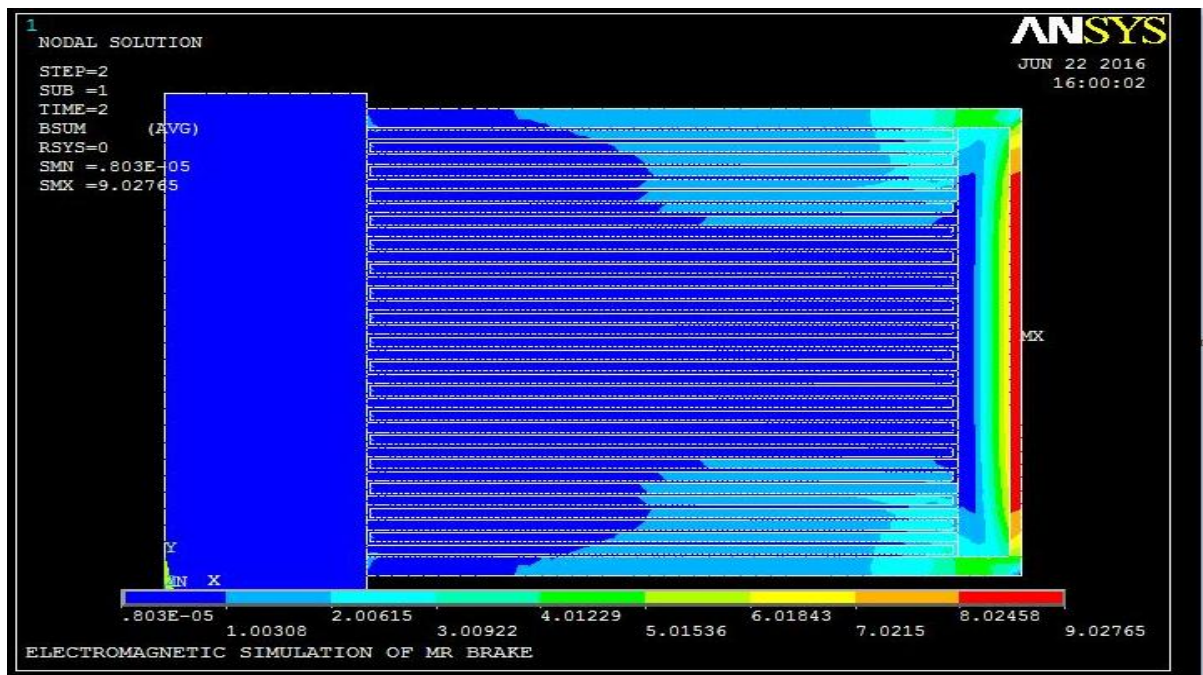 1
ANSYS
NODAL SOLUTION
JUN 22 2016
16:00:02
STEP=2
SUB =1
TIME=2
BSUM (AVG)
RSYS=0
SMN =.803E-05
SMX =9.02765
MX
Y
MN X
.803E-05 2.00615 4.01229 6.01843 8.02458
1.00308 3.00922 5.01536 7.0215 9.02765
ELECTROMAGNETIC SIMULATION OF MR BRAKE